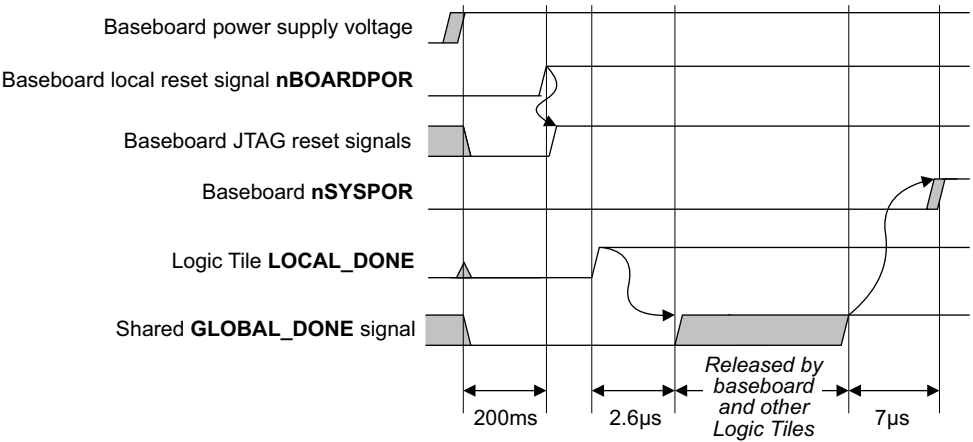 Baseboard power supply voltage
Baseboard local reset signal nBOARDPOR
Baseboard JTAG reset signals
Baseboard nSYSPOR
Logic Tile LOCAL_DONE
Shared GLOBAL_DONE signal
200ms
2.6µs
Released by
baseboard
and other
Logic Tiles
7µs